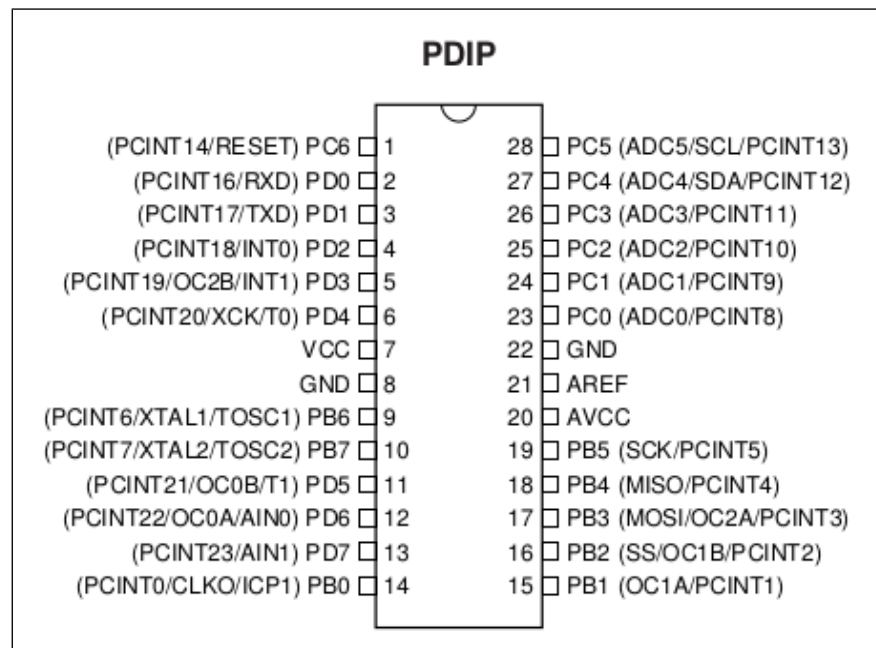 PDIP
(PCINT14/RESET) PC6 1 28 PC5 (ADC5/SCL/PCINT13)
(PCINT16/RXD) PD0 2 27 PC4 (ADC4/SDA/PCINT12)
(PCINT17/TXD) PD1 3 26 PC3 (ADC3/PCINT11)
(PCINT18/INT0) PD2 4 25 PC2 (ADC2/PCINT10)
(PCINT19/OC2B/INT1) PD3 5 24 PC1 (ADC1/PCINT9)
(PCINT20/XCK/T0) PD4 6 23 PC0 (ADC0/PCINT8)
VCC 7 22 GND
GND 8 21 AREF
(PCINT6/XTAL1/TOSC1) PB6 9 20 AVCC
(PCINT7/XTAL2/TOSC2) PB7 10 19 PB5 (SCK/PCINT5)
(PCINT21/OC0B/T1) PD5 11 18 PB4 (MISO/PCINT4)
(PCINT22/OC0A/AIN0) PD6 12 17 PB3 (MOSI/OC2A/PCINT3)
(PCINT23/AIN1) PD7 13 16 PB2 (SS/OC1B/PCINT2)
(PCINT0/CLKO/ICP1) PB0 14 15 PB1 (OC1A/PCINT1)